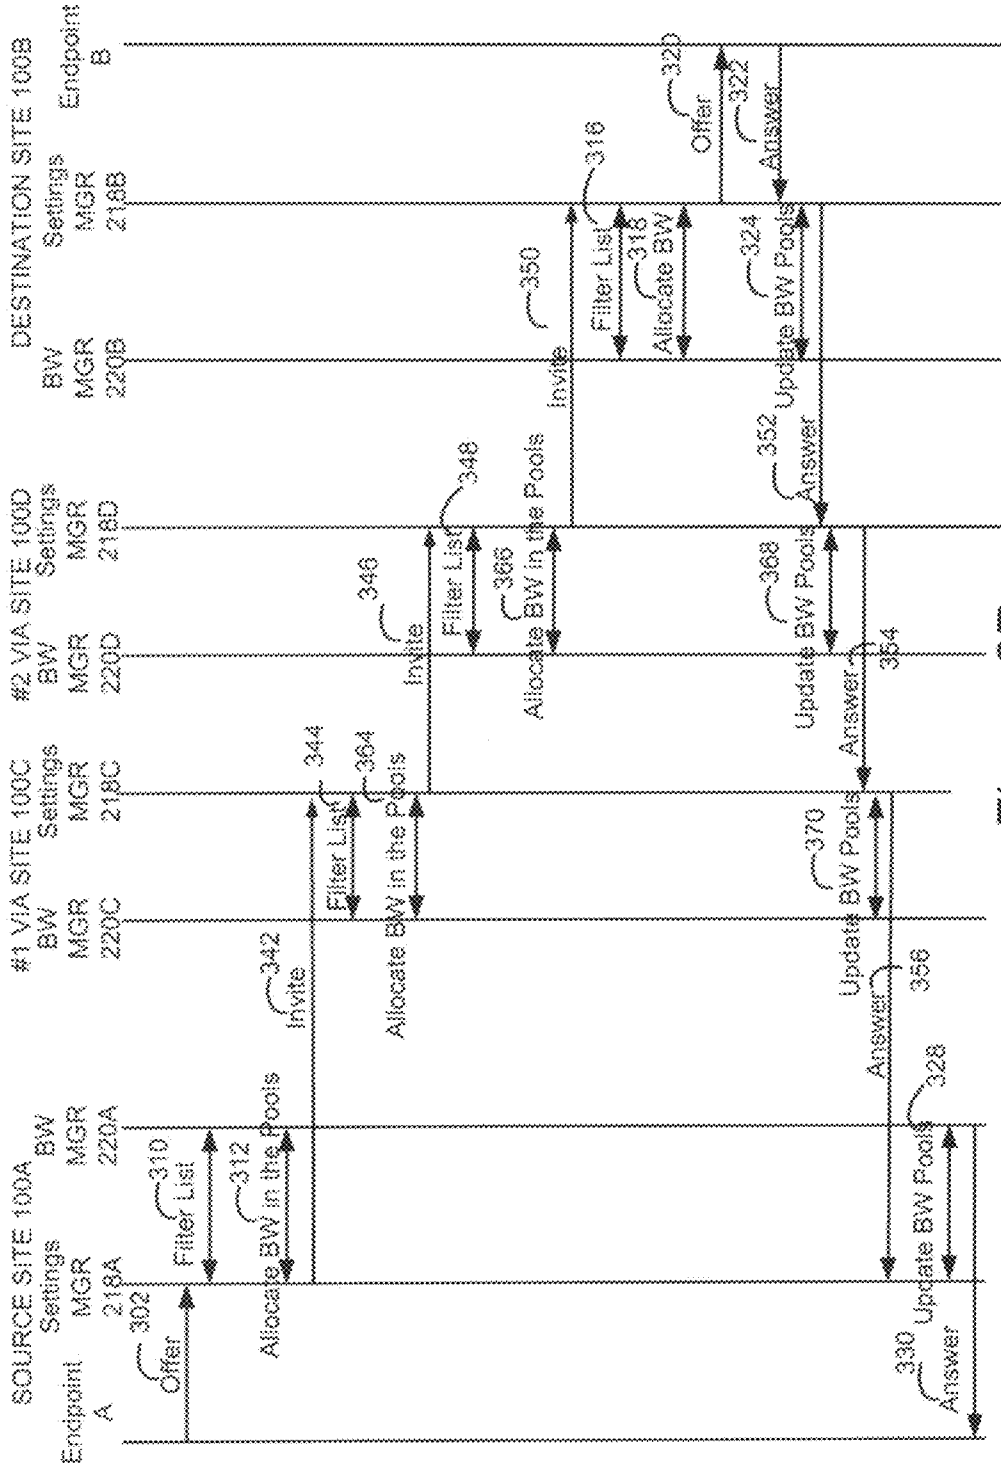 SOURCE SITE 100A
#1 VIA SITE 100C
#2 VIA SITE 100D
DESTINATION SITE 100B
Endpoint
A
Settings
MGR
218A
BW
MGR
220A
BW
MGR
220C
Settings
MGR
218C
BW
MGR
220D
Settings
MGR
218D
BW
MGR
220B
Settings
MGR
218B
Endpoint
B
302
Offer
310
Filter List
312
Allocate BW in the Pools
342
Invite
344
Filter List
364
Allocate BW in the Pools
346
Invite
348
Filter List
366
Allocate BW in the Pools
350
Invite
316
Filter List
318
Allocate BW
320
Offer
322
Answer
324
Update BW Pools
352
Answer
368
Update BW Pools
354
Answer
370
Update BW Pools
356
Answer
328
Update BW Pools
330
Answer